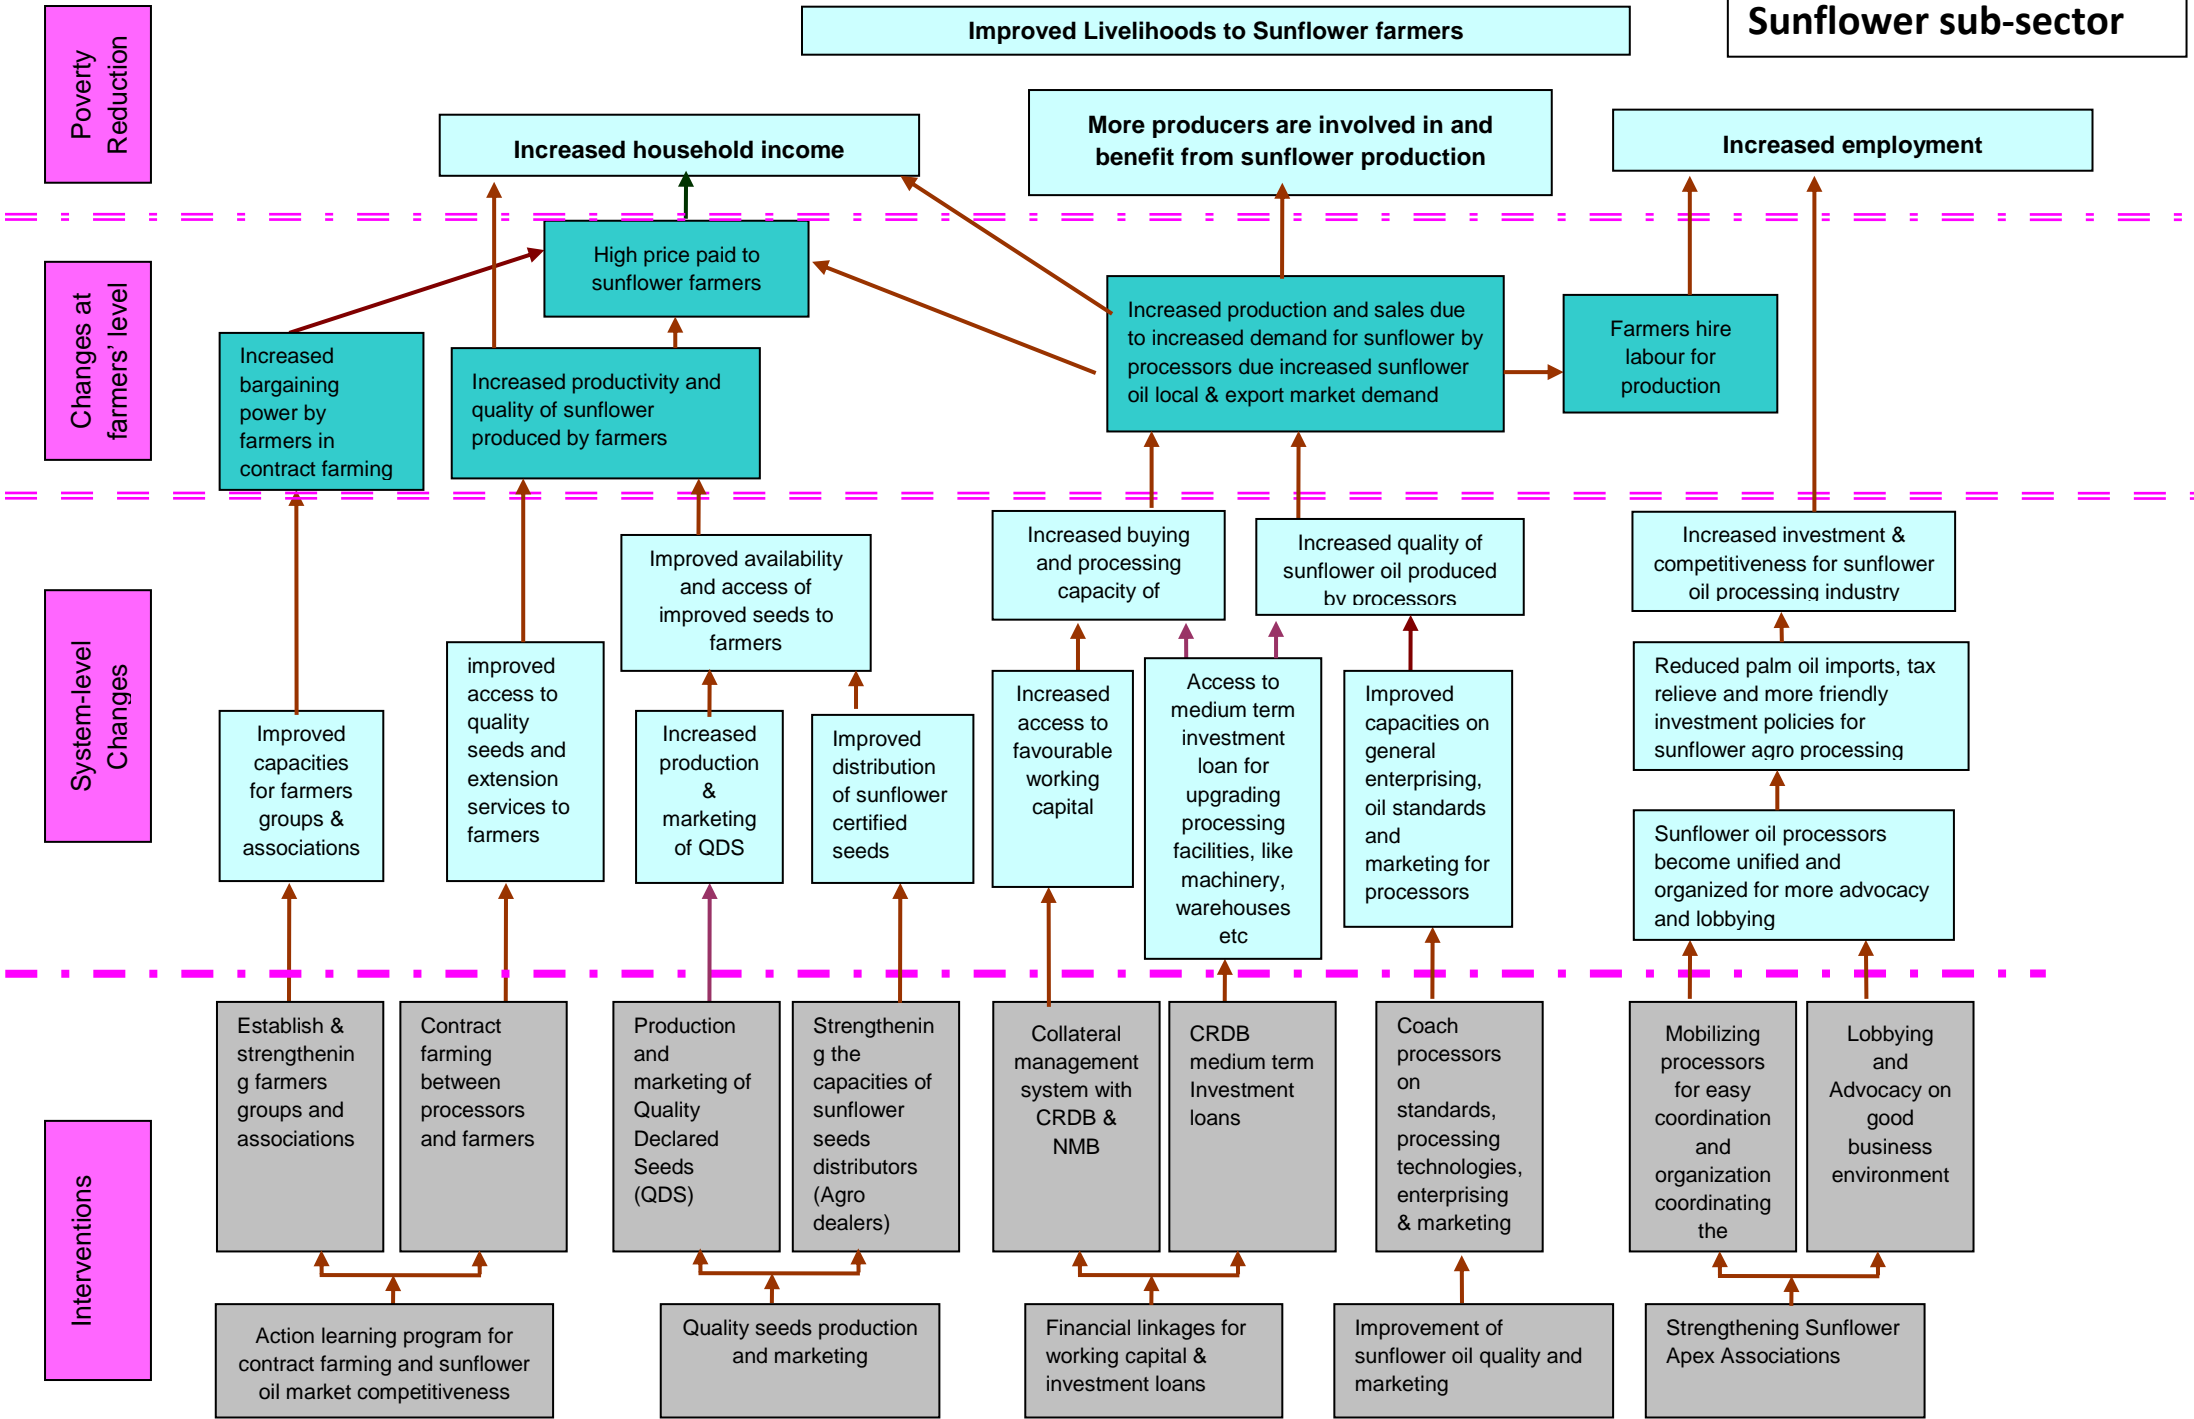 Sunflower sub-sector
Improved Livelihoods to Sunflower farmers
Poverty
Reduction
Increased household income
More producers are involved in and
benefit from sunflower production
Increased employment
Changes at
farmers’ level
High price paid to
sunflower farmers
Increased
bargaining
power by
farmers in
contract farming
Increased productivity and
quality of sunflower
produced by farmers
Increased production and sales due
to increased demand for sunflower by
processors due increased sunflower
oil local & export market demand
Farmers hire
labour for
production
System-level
Changes
Improved availability
and access of
improved seeds to
farmers
Increased buying
and processing
capacity of
Increased quality of
sunflower oil produced
by processors
Increased investment &
competitiveness for sunflower
oil processing industry
Improved
capacities
for farmers
groups &
associations
improved
access to
quality
seeds and
extension
services to
farmers
Increased
production
&
marketing
of QDS
Improved
distribution
of sunflower
certified
seeds
Increased
access to
favourable
working
capital
Access to
medium term
investment
loan for
upgrading
processing
facilities, like
machinery,
warehouses
etc
Improved
capacities on
general
enterprising,
oil standards
and
marketing for
processors
Reduced palm oil imports, tax
relieve and more friendly
investment policies for
sunflower agro processing
Sunflower oil processors
become unified and
organized for more advocacy
and lobbying
Interventions
Establish &
strengthenin
g farmers
groups and
associations
Contract
farming
between
processors
and farmers
Production
and
marketing of
Quality
Declared
Seeds
(QDS)
Strengthenin
g the
capacities of
sunflower
seeds
distributors
(Agro
dealers)
Collateral
management
system with
CRDB &
NMB
CRDB
medium term
Investment
loans
Coach
processors
on
standards,
processing
technologies,
enterprising
& marketing
Mobilizing
processors
for easy
coordination
and
organization
coordinating
the
Lobbying
and
Advocacy on
good
business
environment
Action learning program for
contract farming and sunflower
oil market competitiveness
Quality seeds production
and marketing
Financial linkages for
working capital &
investment loans
Improvement of
sunflower oil quality and
marketing
Strengthening Sunflower
Apex Associations